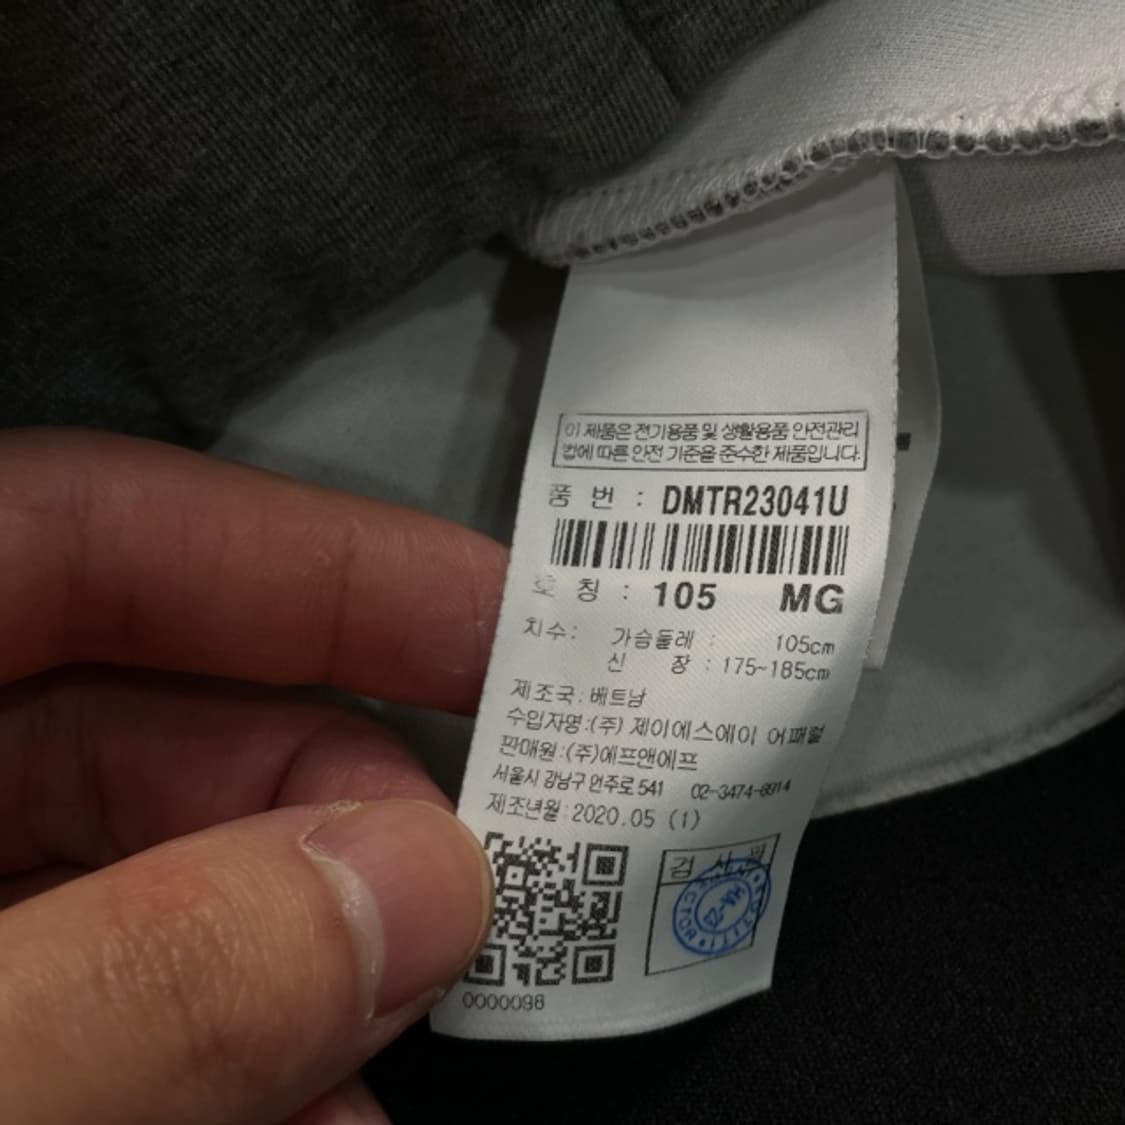 이 제품은 전기용품 및 생활용품 안전관리
법에 따른 안전 기준을 준수한 제품입니다.
품 번 : DMTR23041U
호 칭 : 105 MG
치수: 가슴둘레 : 105cm
신 장 : 175~185cm
제조국:베트남
수입자명:(주) 제이에스에이 어패럴
판매원:(주)에프앤에프
서울시 강남구 언주로 541 02-3474-8914
제조년월:2020.05 (1)
검 사 필
0000098